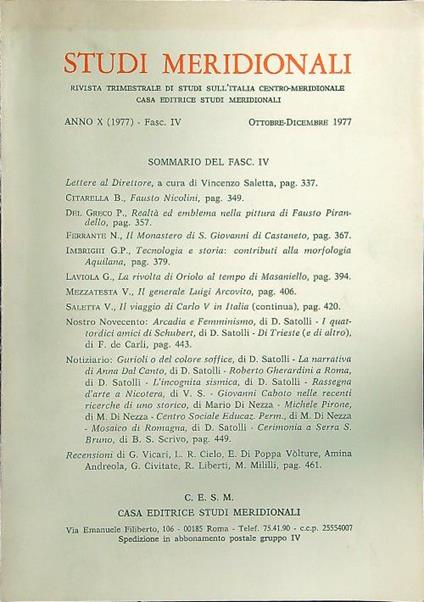 STUDI MERIDIONALI
RIVISTA TRIMESTRALE DI STUDI SULL'ITALIA CENTRO-MERIDIONALE
CASA EDITRICE STUDI MERIDIONALI
ANNO X (1977) - Fasc. IV OTTOBRE-DICEMBRE 1977
SOMMARIO DEL FASC. IV
Lettere al Direttore, a cura di Vincenzo Saletta, pag. 337.
CITARELLA B., Fausto Nicolini, pag. 349.
DEL GRECO P., Realtà ed emblema nella pittura di Fausto Piran-
dello, pag. 357.
FERRANTE N., Il Monastero di S. Giovanni di Castaneto, pag. 367.
IMBRIGHI G.P., Tecnologia e storia: contributi alla morfologia
Aquilana, pag. 379.
LAVIOLA G., La rivolta di Oriolo al tempo di Masaniello, pag. 394.
MEZZATESTA V., Il generale Luigi Arcovito, pag. 406.
SALETTA V., Il viaggio di Carlo V in Italia (continua), pag. 420.
NOSTRO NOVECENTO: Arcadia e Femminismo, di D. Satolli - I quat-
tordici amici di Schubert, di D. Satolli - Di Trieste (e di altro),
di F. de Carli, pag. 443.
NOTIZIARIO: Gurioli o del colore soffice, di D. Satolli - La narrativa
di Anna Dal Canto, di D. Satolli - Roberto Gherardini a Roma,
di D. Satolli - L'incognita sismica, di D. Satolli - Rassegna
d'arte a Nicotera, di V. S. - Giovanni Caboto nelle recenti
ricerche di uno storico, di Mario Di Nezza - Michele Pirone,
di M. Di Nezza - Centro Sociale Educaz. Perm., di M. Di Nezza
- Mosaico di Romagna, di D. Satolli - Cerimonia a Serra S.
Bruno, di B. S. Scrivo, pag. 449.
Recensioni di G. Vicari, L. R. Cielo, E. Di Poppa Vòlture, Amina
Andreola, G. Civitate, R. Liberti, M. Mililli, pag. 461.
C. E. S. M.
CASA EDITRICE STUDI MERIDIONALI
Via Emanuele Filiberto, 106 - 00185 Roma - Telef. 75.41.90 - c.c.p. 25554007
Spedizione in abbonamento postale gruppo IV